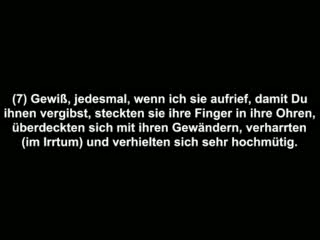 (7) Gewiß, jedesmal, wenn ich sie aufrief, damit Du
ihnen vergibst, steckten sie ihre Finger in ihre Ohren,
überdeckten sich mit ihren Gewändern, verharrten
(im Irrtum) und verhielten sich sehr hochmütig.